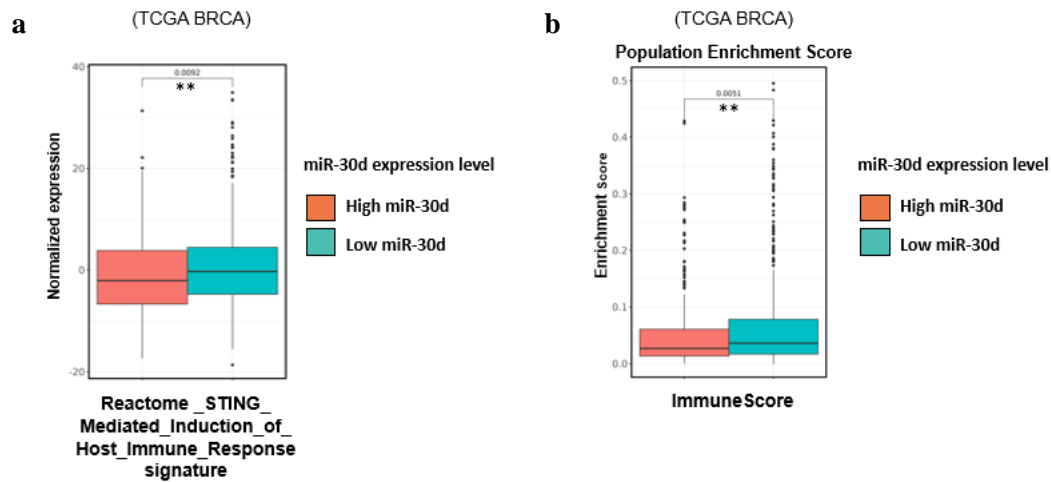 a
(TCGA BRCA)
40
20
0
-20
Normalized expression
0.0092
**
Reactome _STING_
Mediated_Induction_of_
Host_Immune_Response
signature
miR-30d expression level
High miR-30d
Low miR-30d
b
(TCGA BRCA)
Population Enrichment Score
0.5
0.4
0.3
0.2
0.1
0.0
Enrichment Score
0.0051
**
ImmuneScore
miR-30d expression level
High miR-30d
Low miR-30d